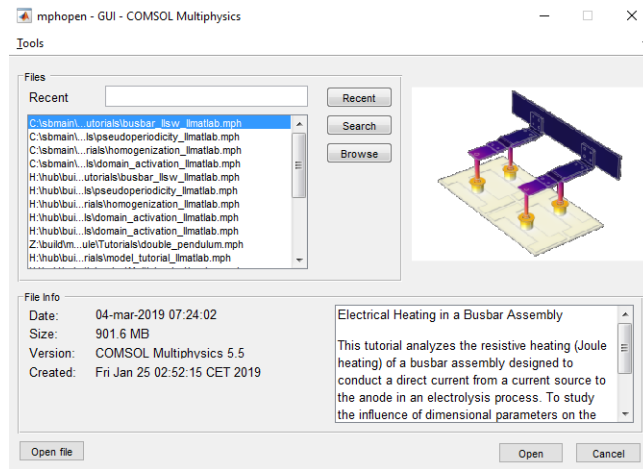 mphopen - GUI - COMSOL Multiphysics
Tools
Files
Recent
Recent
Search
Browse
C:\sbmain\...utorials\busbar_llsw_llmatlab.mph
C:\sbmain\...ls\pseudoperiodicity_llmatlab.mph
C:\sbmain\...rials\homogenization_llmatlab.mph
C:\sbmain\...ls\domain_activation_llmatlab.mph
H:\hub\bui...utorials\busbar_llsw_llmatlab.mph
H:\hub\bui...ls\pseudoperiodicity_llmatlab.mph
H:\hub\bui...rials\homogenization_llmatlab.mph
H:\hub\bui...ls\domain_activation_llmatlab.mph
H:\hub\bui...ls\domain_activation_llmatlab.mph
Z:\build\m...ule\Tutorials\double_pendulum.mph
H:\hub\bui...rials\model_tutorial_llmatlab.mph
File Info
Date: 04-mar-2019 07:24:02
Size: 901.6 MB
Version: COMSOL Multiphysics 5.5
Created: Fri Jan 25 02:52:15 CET 2019
Electrical Heating in a Busbar Assembly
This tutorial analyzes the resistive heating (Joule
heating) of a busbar assembly designed to
conduct a direct current from a current source to
the anode in an electrolysis process. To study
the influence of dimensional parameters on the
Open file
Open
Cancel